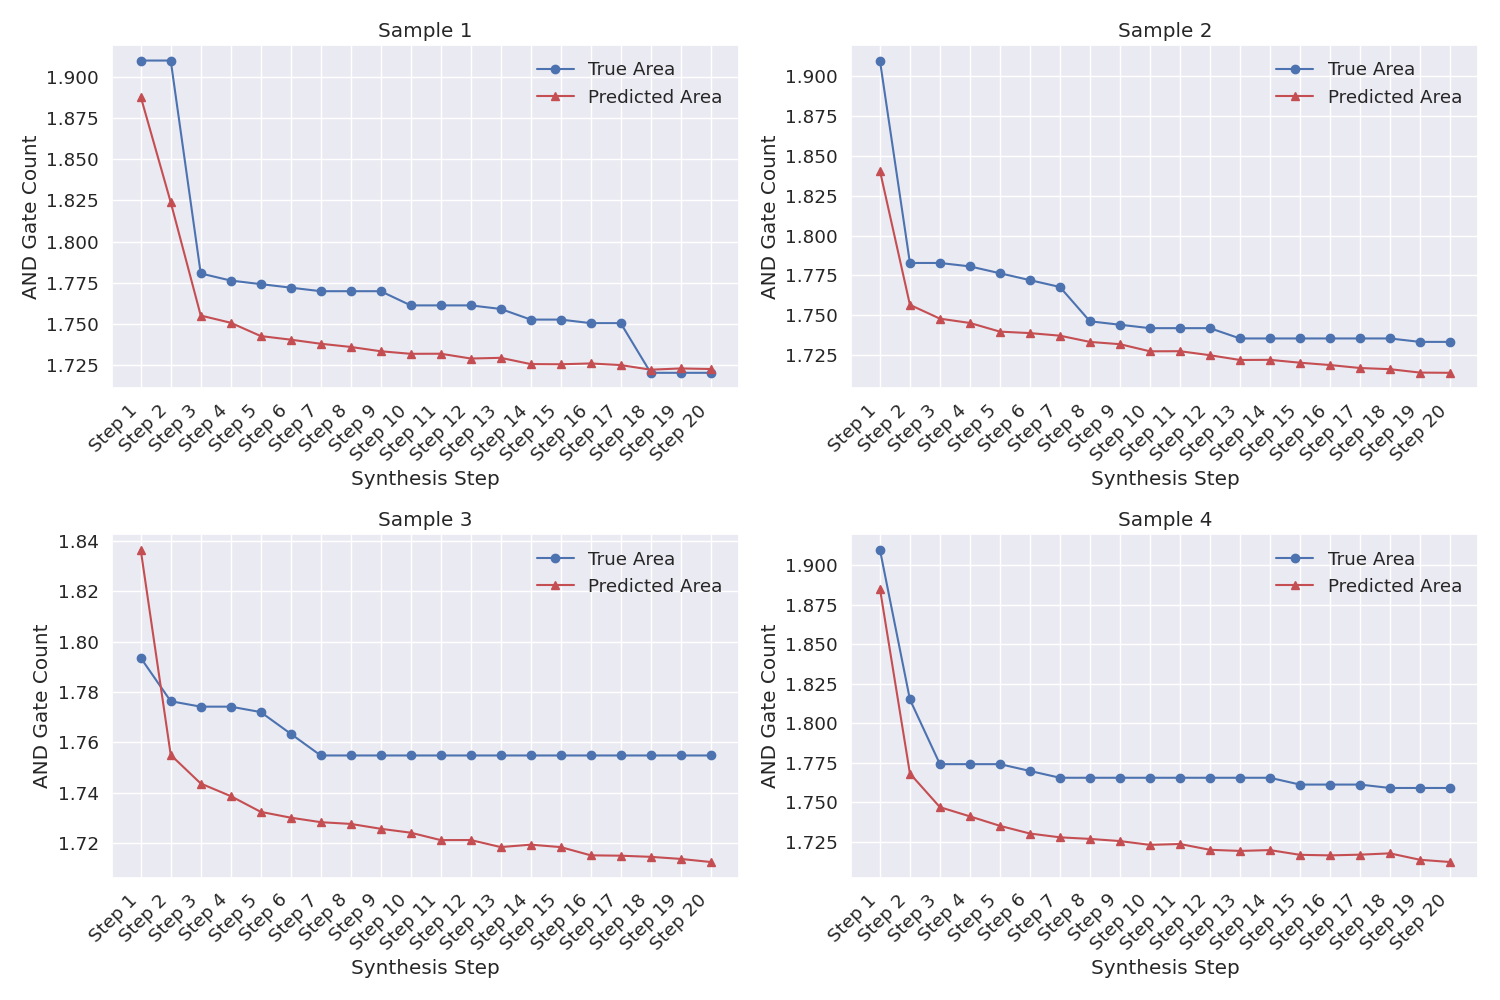 Sample 1
True Area
Predicted Area
AND Gate Count
1.900
1.875
1.850
1.825
1.800
1.775
1.750
1.725
Step 1
Step 2
Step 3
Step 4
Step 5
Step 6
Step 7
Step 8
Step 9
Step 10
Step 11
Step 12
Step 13
Step 14
Step 15
Step 16
Step 17
Step 18
Step 19
Step 20
Synthesis Step
Sample 2
True Area
Predicted Area
AND Gate Count
1.900
1.875
1.850
1.825
1.800
1.775
1.750
1.725
Step 1
Step 2
Step 3
Step 4
Step 5
Step 6
Step 7
Step 8
Step 9
Step 10
Step 11
Step 12
Step 13
Step 14
Step 15
Step 16
Step 17
Step 18
Step 19
Step 20
Synthesis Step
Sample 3
True Area
Predicted Area
AND Gate Count
1.84
1.82
1.80
1.78
1.76
1.74
1.72
Step 1
Step 2
Step 3
Step 4
Step 5
Step 6
Step 7
Step 8
Step 9
Step 10
Step 11
Step 12
Step 13
Step 14
Step 15
Step 16
Step 17
Step 18
Step 19
Step 20
Synthesis Step
Sample 4
True Area
Predicted Area
AND Gate Count
1.900
1.875
1.850
1.825
1.800
1.775
1.750
1.725
Step 1
Step 2
Step 3
Step 4
Step 5
Step 6
Step 7
Step 8
Step 9
Step 10
Step 11
Step 12
Step 13
Step 14
Step 15
Step 16
Step 17
Step 18
Step 19
Step 20
Synthesis Step